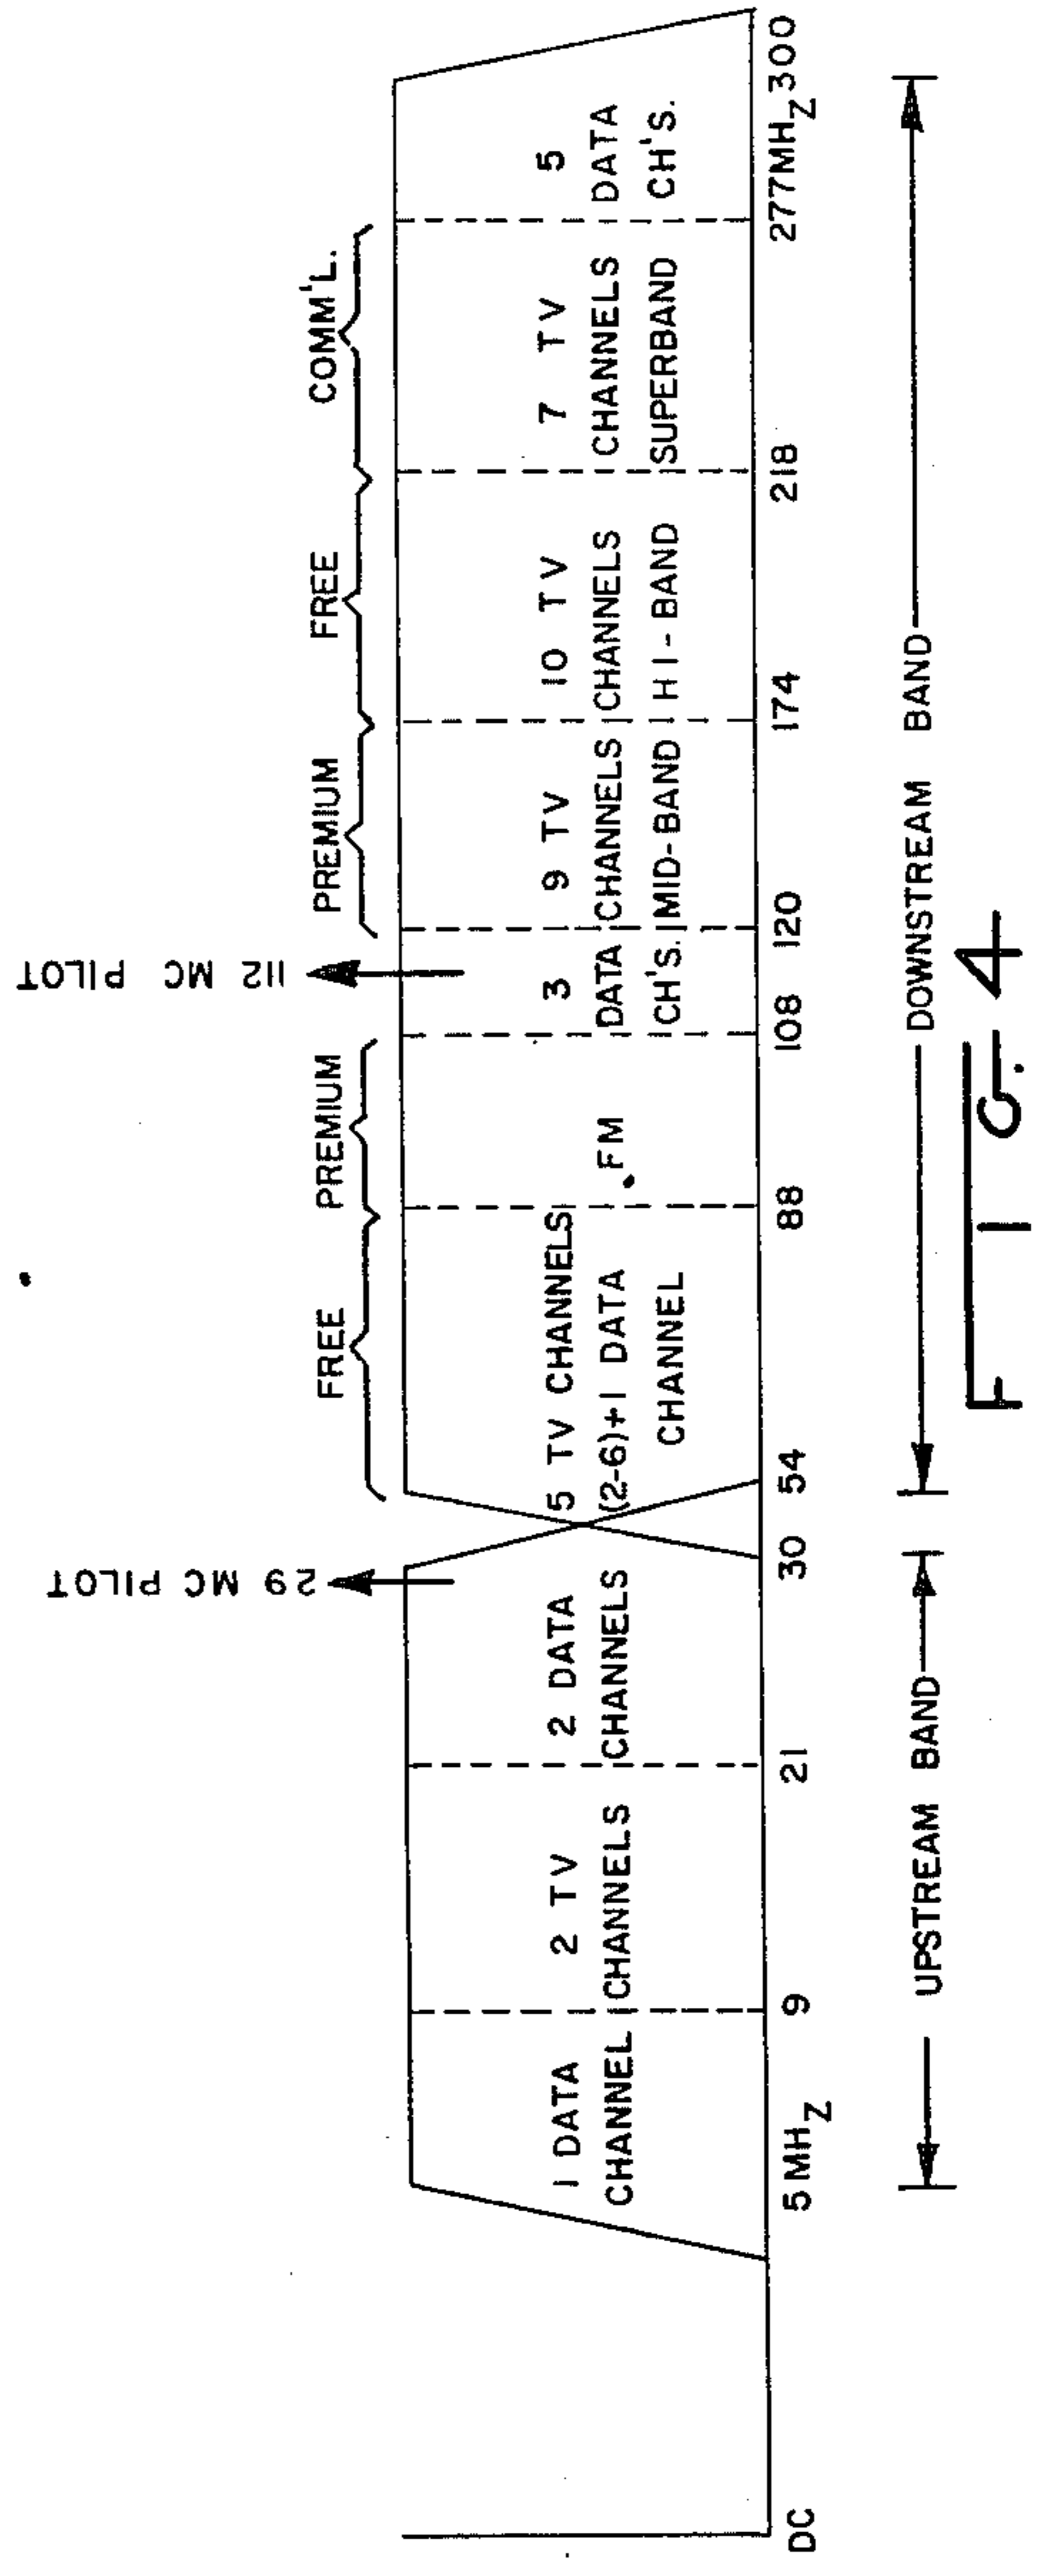 29 MC PILOT
112 MC PILOT
FREE
PREMIUM
PREMIUM
FREE
COMM'L.
1 DATA
CHANNEL
2 TV
CHANNELS
2 DATA
CHANNELS
5 TV CHANNELS
(2-6)+1 DATA
CHANNEL
FM
3
DATA
CH'S.
9 TV
CHANNELS
MID-BAND
10 TV
CHANNELS
HI-BAND
7 TV
CHANNELS
SUPERBAND
5
DATA
CH'S.
DC
5 MHZ
9
21
30
54
88
108
120
174
218
277MHZ
300
UPSTREAM BAND
DOWNSTREAM BAND
FIG. 4